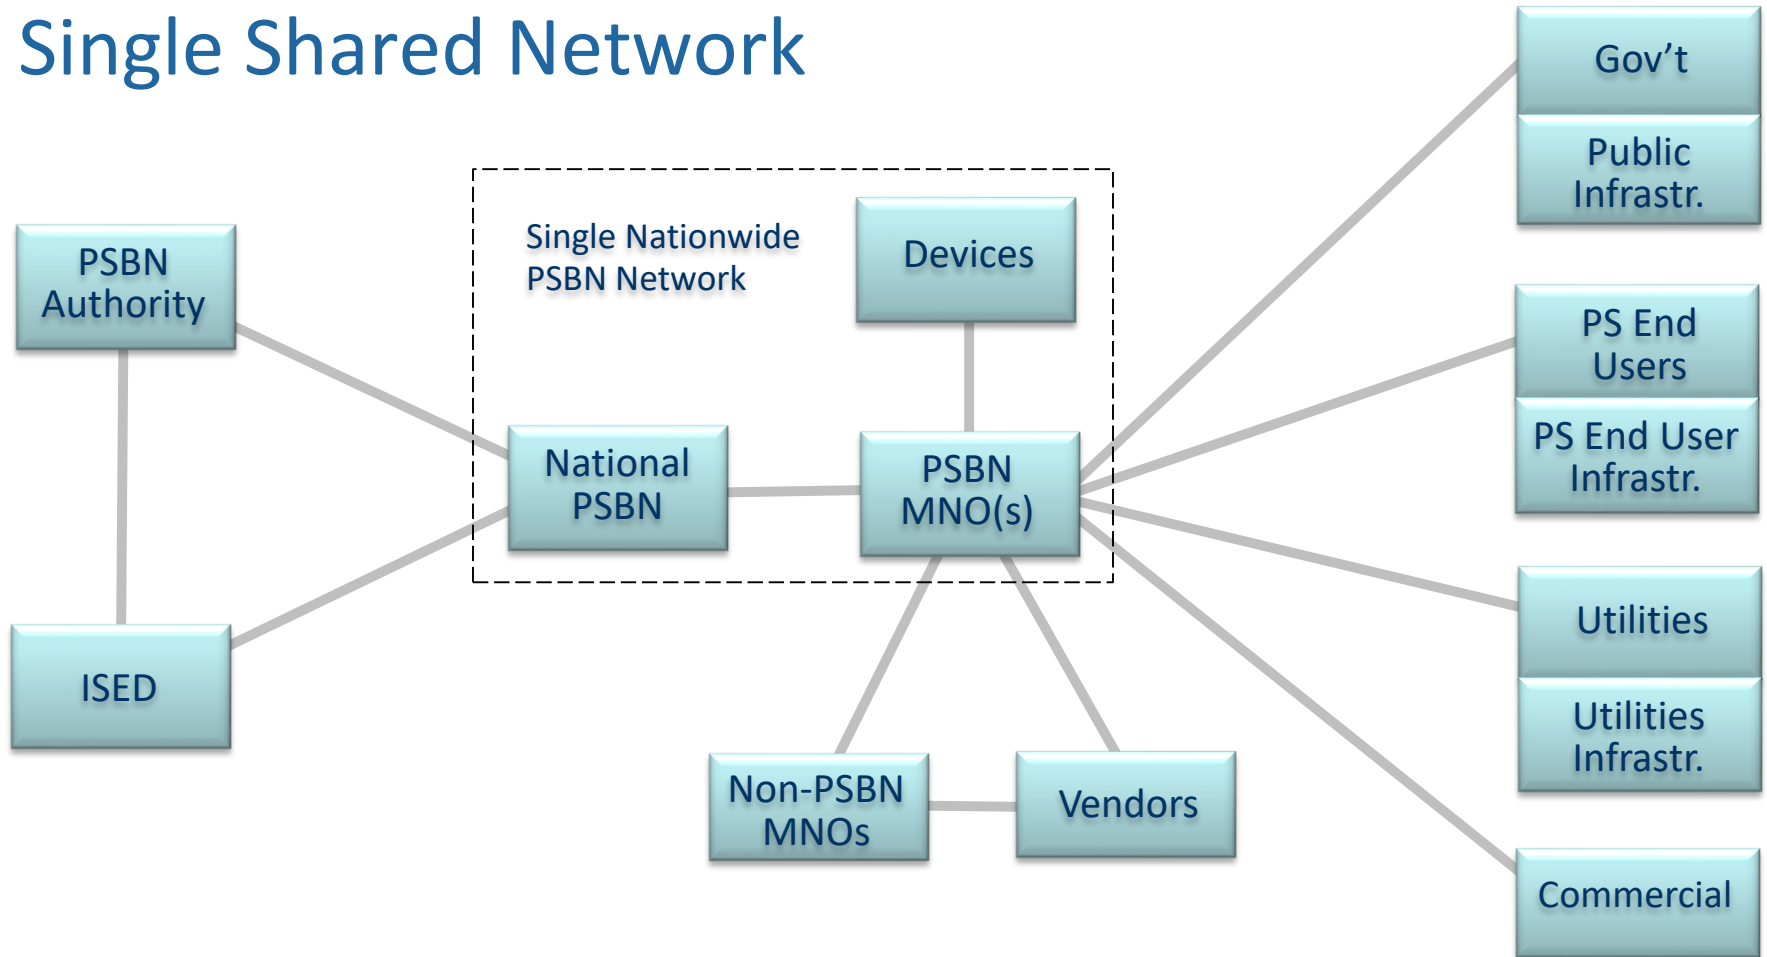 Single Shared Network
Gov’t
Public
Infrastr.
Single Nationwide
PSBN Network
Devices
PSBN
Authority
PS End
Users
PS End User
Infrastr.
National
PSBN
PSBN
MNO(s)
ISED
Utilities
Utilities
Infrastr.
Non-PSBN
MNOs
Vendors
Commercial